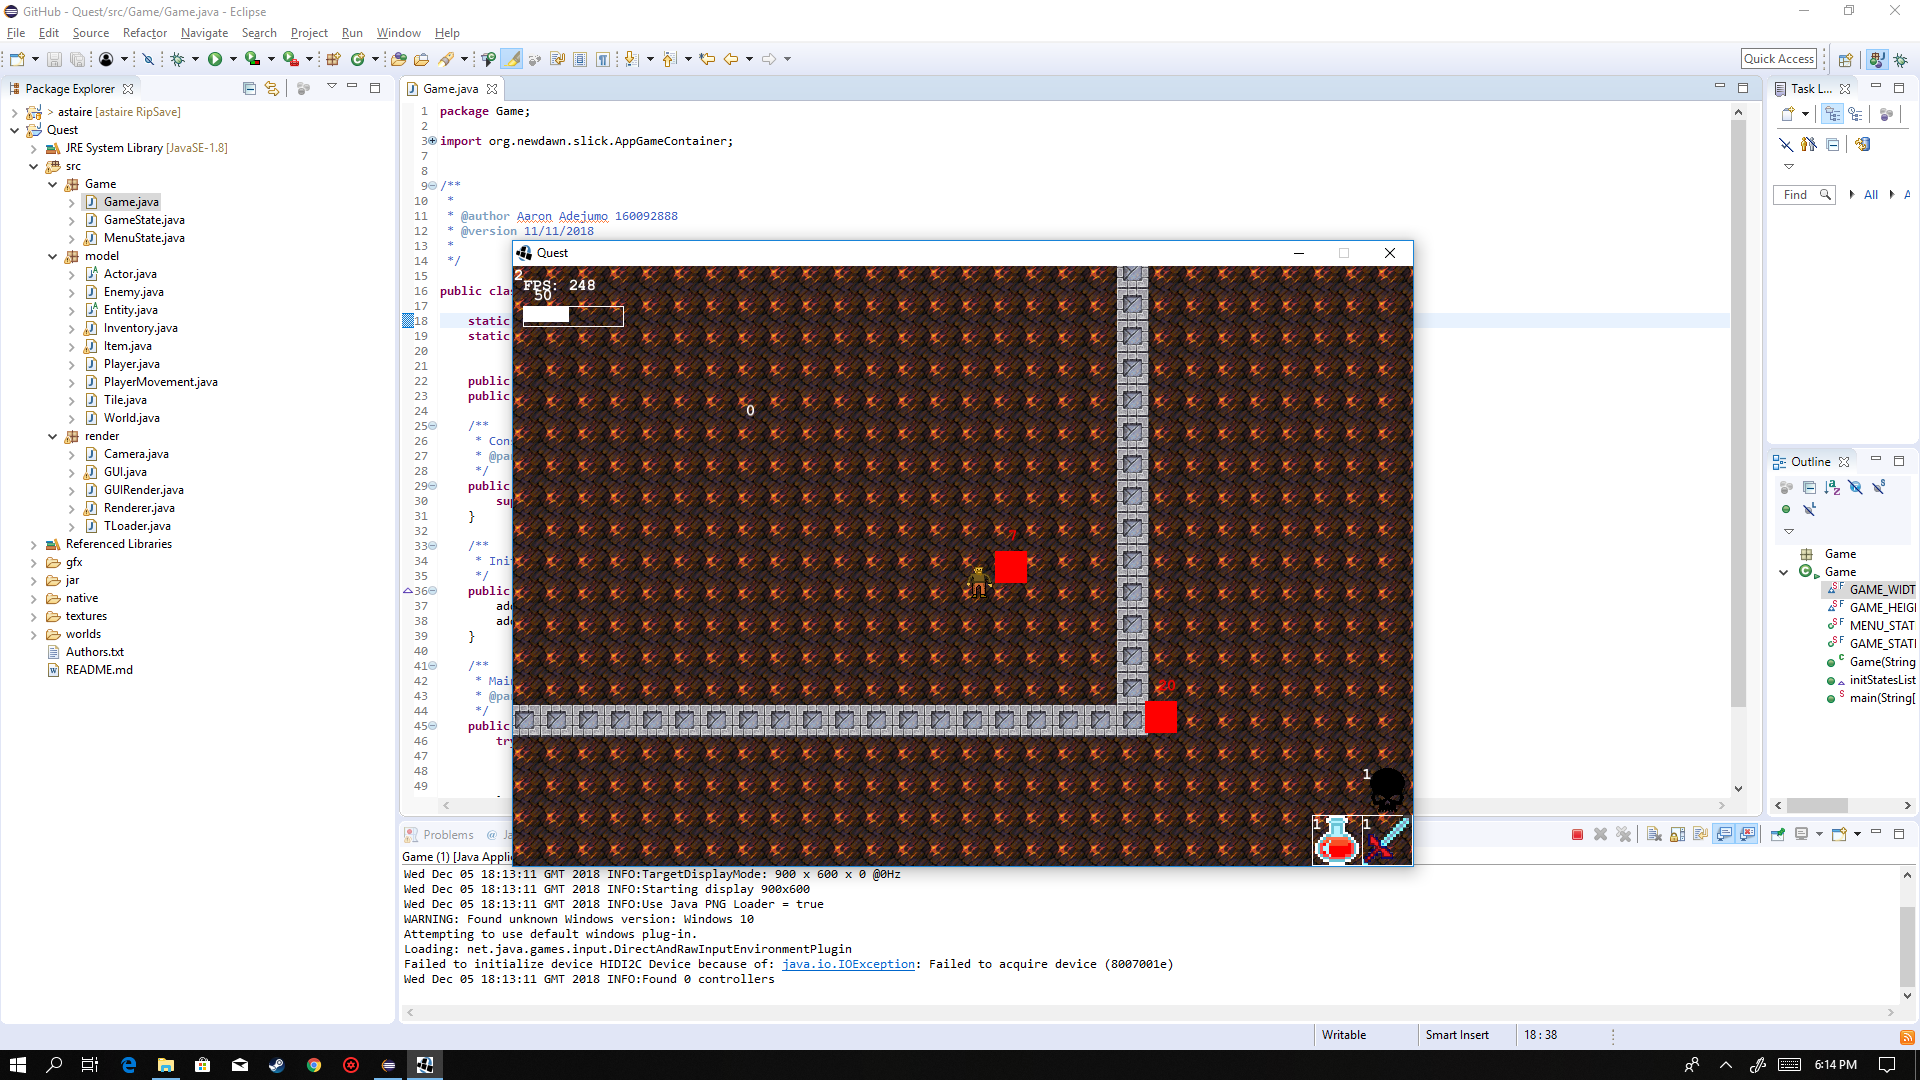 GitHub - Quest/src/Game/Game.java - Eclipse
File Edit Source Refactor Navigate Search Project Run Window Help
Quick Access
Package Explorer
> astaire [astaire RipSave]
Quest
JRE System Library [JavaSE-1.8]
src
Game
Game.java
GameState.java
MenuState.java
model
Actor.java
Enemy.java
Entity.java
Inventory.java
Item.java
Player.java
PlayerMovement.java
Tile.java
World.java
render
Camera.java
GUI.java
GUIRender.java
Renderer.java
TLoader.java
Referenced Libraries
gfx
jar
native
textures
worlds
Authors.txt
README.md
Game.java
1 package Game;
2
3 import org.newdawn.slick.AppGameContainer;
7
8
9 /**
10 *
11 * @author Aaron Adejumo 160092888
12 * @version 11/11/2018
13 *
14 */
15
16 public clas
17
18 static
19 static
20
21
22 public
23 public
24
25 /**
26 * Con
27 * @pa
28 */
29 public
30 su
31 }
32
33 /**
34 * Ini
35 */
36 public
37 add
38 add
39 }
40
41 /**
42 * Mai
43 * @pa
44 */
45 public
46 try
47
48
49
Quest
2
FPS: 248
50
0
7
20
1
1
1
Task L...
Find
All
Outline
Game
Game
GAME_WIDT
GAME_HEIG
MENU_STAT
GAME_STATI
Game(String
initStatesList
main(String[
Problems @ Ja
Game (1) [Java Applic
Wed Dec 05 18:13:11 GMT 2018 INFO:TargetDisplayMode: 900 x 600 x 0 @0Hz
Wed Dec 05 18:13:11 GMT 2018 INFO:Starting display 900x600
Wed Dec 05 18:13:11 GMT 2018 INFO:Use Java PNG Loader = true
WARNING: Found unknown Windows version: Windows 10
Attempting to use default windows plug-in.
Loading: net.java.games.input.DirectAndRawInputEnvironmentPlugin
Failed to initialize device HIDI2C Device because of: java.io.IOException: Failed to acquire device (8007001e)
Wed Dec 05 18:13:11 GMT 2018 INFO:Found 0 controllers
Writable
Smart Insert
18 : 38
6:14 PM